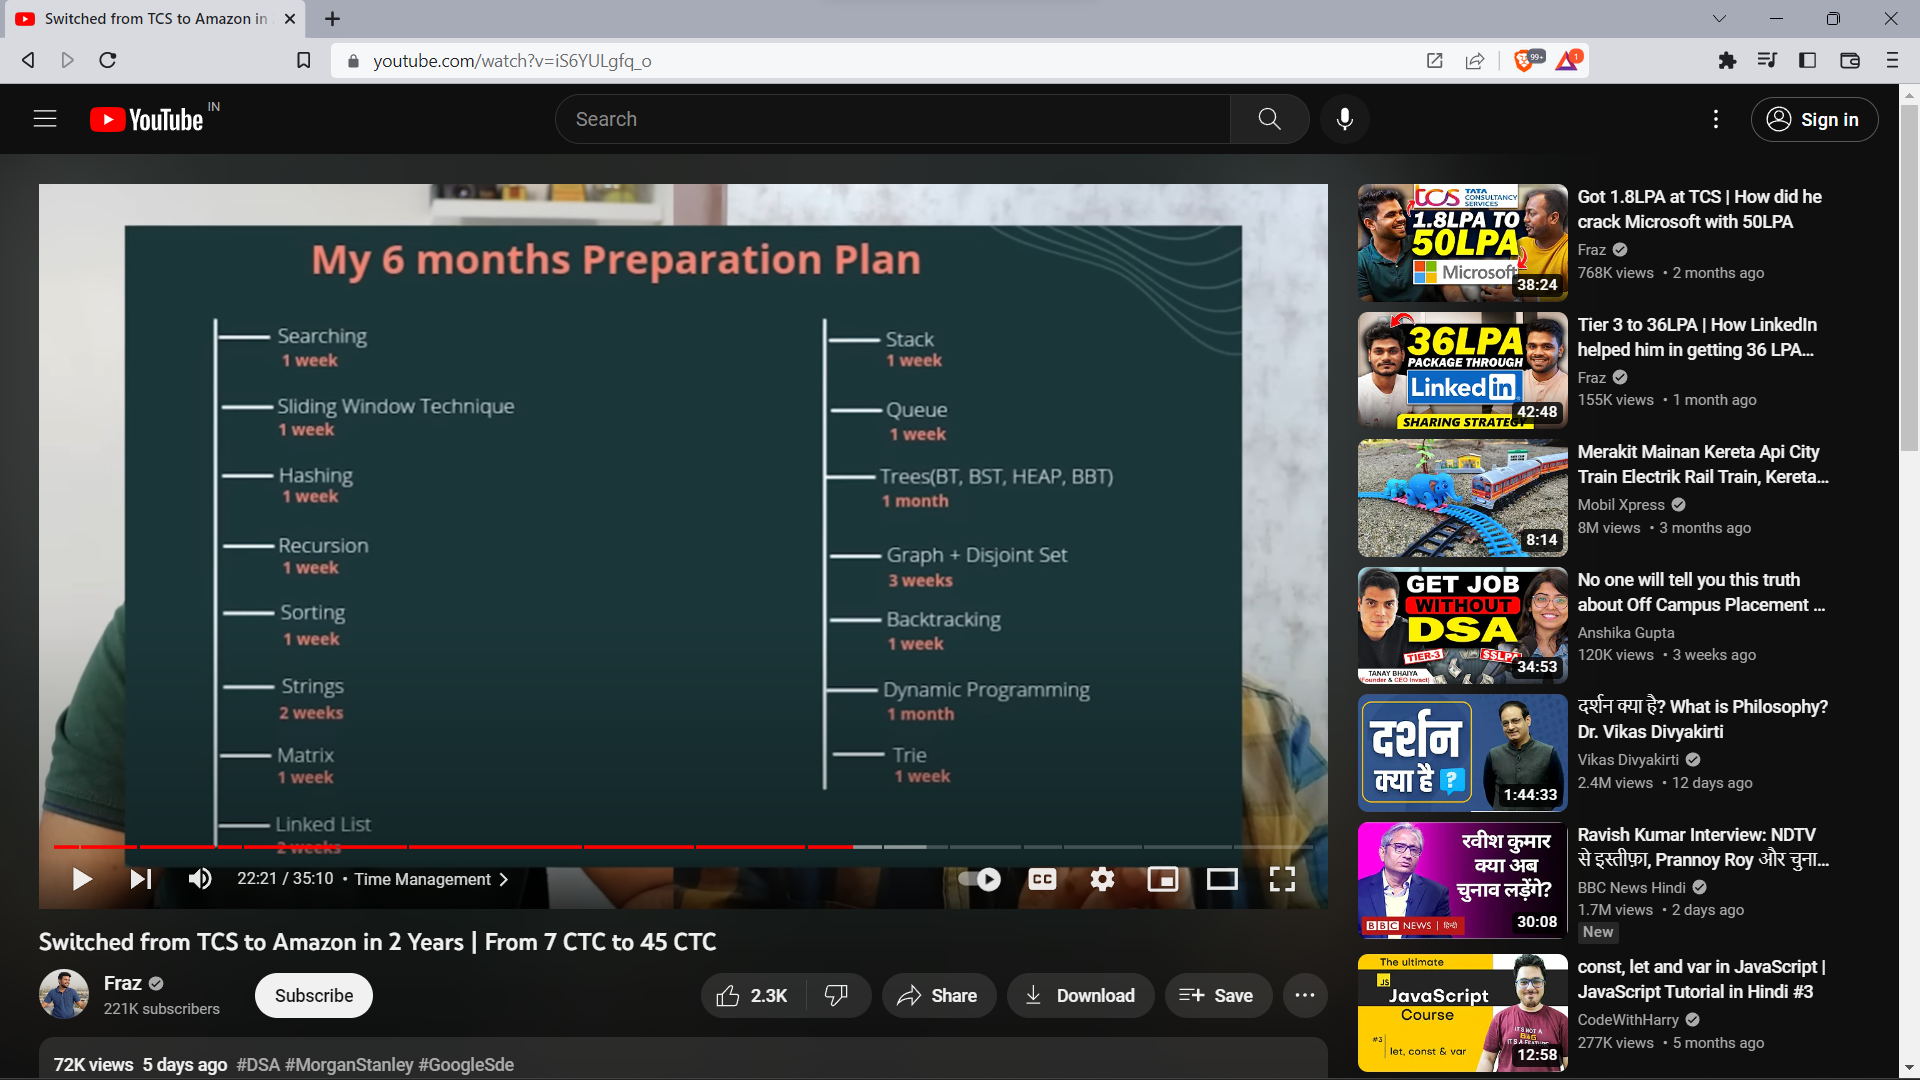 Switched from TCS to Amazon in
youtube.com/watch?v=iS6YULgfq_o
99+
1
YouTube
IN
Search
Sign in
My 6 months Preparation Plan
Searching
1 week
Sliding Window Technique
1 week
Hashing
1 week
Recursion
1 week
Sorting
1 week
Strings
2 weeks
Matrix
1 week
Linked List
2 weeks
Stack
1 week
Queue
1 week
Trees(BT, BST, HEAP, BBT)
1 month
Graph + Disjoint Set
3 weeks
Backtracking
1 week
Dynamic Programming
1 month
Trie
1 week
22:21 / 35:10 • Time Management
CC
Switched from TCS to Amazon in 2 Years | From 7 CTC to 45 CTC
Fraz
221K subscribers
Subscribe
2.3K
Share
Download
Save
72K views 5 days ago #DSA #MorganStanley #GoogleSde
tcs TATA
CONSULTANCY
SERVICES
1.8LPA TO
50LPA
Microsoft
38:24
Got 1.8LPA at TCS | How did he
crack Microsoft with 50LPA
Fraz
768K views • 2 months ago
36LPA
PACKAGE THROUGH
Linked in
SHARING STRATEGY
42:48
Tier 3 to 36LPA | How LinkedIn
helped him in getting 36 LPA...
Fraz
155K views • 1 month ago
8:14
Merakit Mainan Kereta Api City
Train Electrik Rail Train, Kereta...
Mobil Xpress
8M views • 3 months ago
GET JOB
WITHOUT
DSA
TIER-3
$$LPA
TANAY BHAIYA
(Founder & CEO Invact)
34:53
No one will tell you this truth
about Off Campus Placement ...
Anshika Gupta
120K views • 3 weeks ago
दर्शन
क्या है ?
1:44:33
दर्शन क्या है? What is Philosophy?
Dr. Vikas Divyakirti
Vikas Divyakirti
2.4M views • 12 days ago
रवीश कुमार
क्या अब
चुनाव लड़ेंगे?
BBC NEWS हिन्दी
30:08
Ravish Kumar Interview: NDTV
से इस्तीफ़ा, Prannoy Roy और चुना...
BBC News Hindi
1.7M views • 2 days ago
New
The ultimate
JS
JavaScript
Course
#3
let, const & var
IT'S NOT A
BUG
12:58
const, let and var in JavaScript |
JavaScript Tutorial in Hindi #3
CodeWithHarry
277K views • 5 months ago